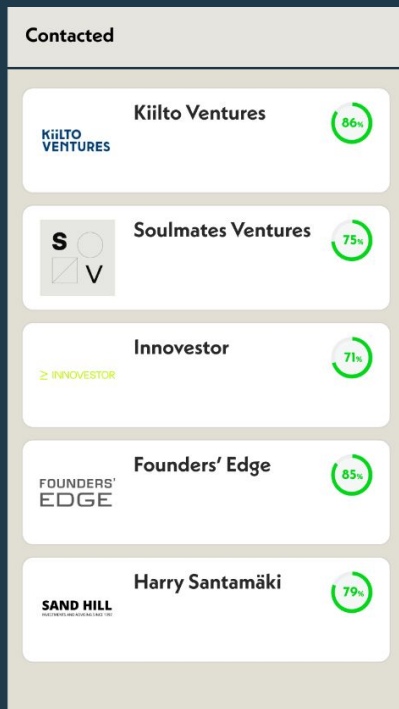 Contacted
KiiLTO
VENTURES
Kiilto Ventures
86%
S
V
Soulmates Ventures
75%
≥ INNOVESTOR
Innovestor
71%
FOUNDERS'
EDGE
Founders’ Edge
85%
SAND HILL
Harry Santamäki
79%